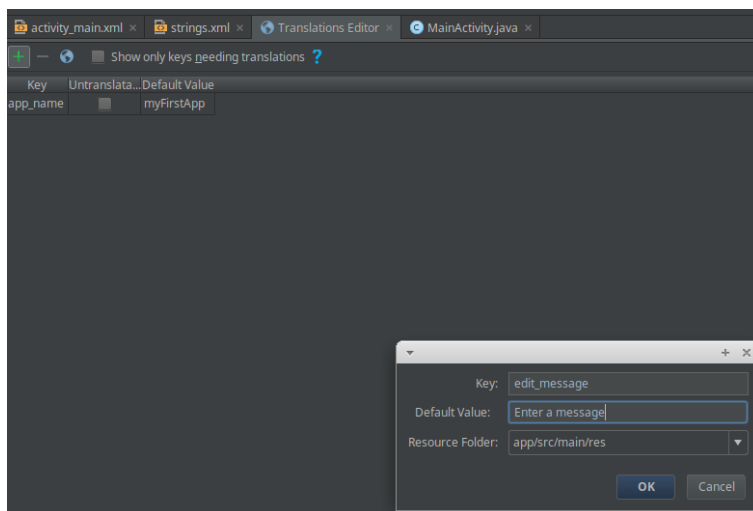 activity_main.xml strings.xml Translations Editor MainActivity.java
Show only keys needing translations ?
Key Untranslata... Default Value
app_name myFirstApp
Key: edit_message
Default Value: Enter a message
Resource Folder: app/src/main/res
OK Cancel